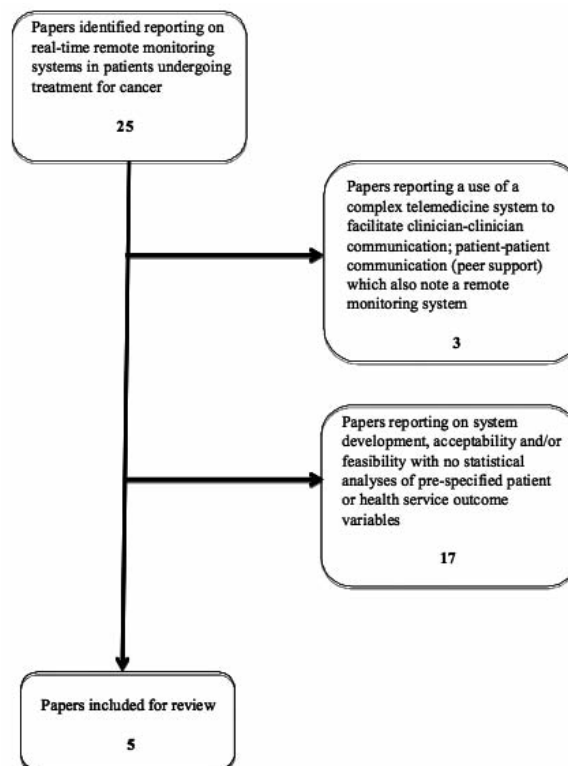 Papers identified reporting on
real-time remote monitoring
systems in patients undergoing
treatment for cancer
25
Papers reporting a use of a
complex telemedicine system to
facilitate clinician-clinician
communication; patient-patient
communication (peer support)
which also note a remote
monitoring system
3
Papers reporting on system
development, acceptability and/or
feasibility with no statistical
analyses of pre-specified patient
or health service outcome
variables
17
Papers included for review
5